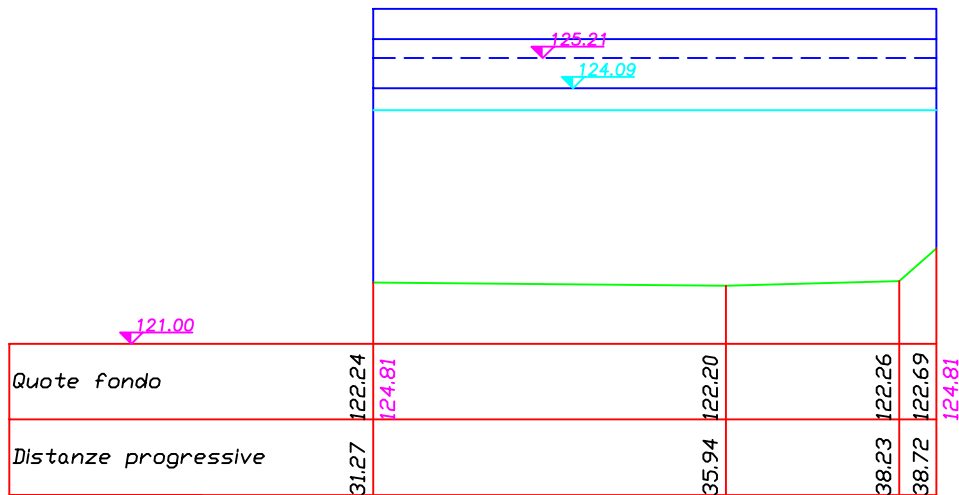 125.21
124.09
121.00
Quote fondo 122.24 124.81 122.20 122.26 122.69 124.81
Distanze progressive 31.27 35.94 38.23 38.72